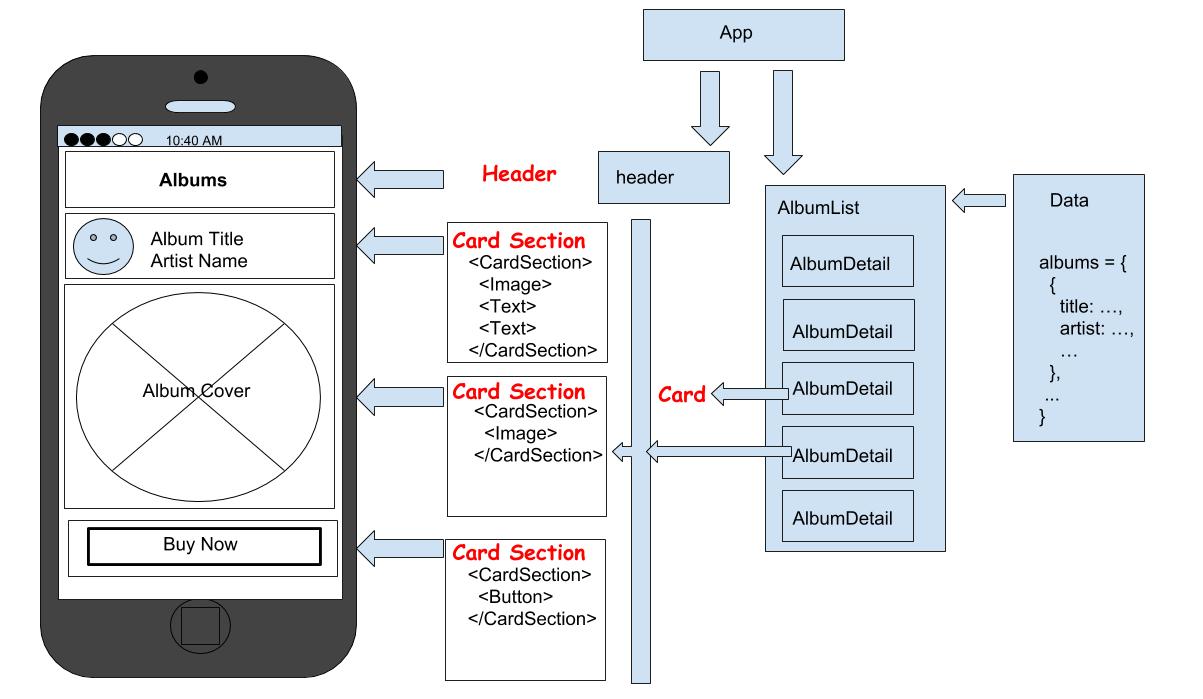 App
10:40 AM
Albums
Header
header
Album Title
Artist Name
Card Section
<CardSection>
<Image>
<Text>
<Text>
</CardSection>
Album Cover
Card Section
<CardSection>
<Image>
</CardSection>
Buy Now
Card Section
<CardSection>
<Button>
</CardSection>
Card
AlbumList
AlbumDetail
AlbumDetail
AlbumDetail
AlbumDetail
AlbumDetail
Data
albums = {
{
title: …,
artist: …,
…
},
...
}